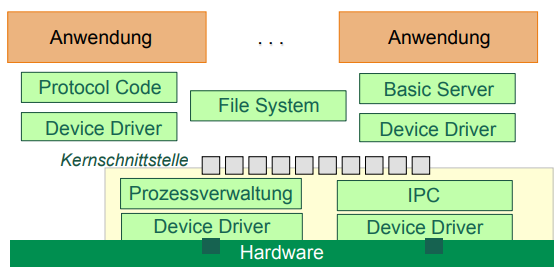 Anwendung
. . .
Anwendung
Protocol Code
File System
Basic Server
Device Driver
Device Driver
Kernschnittstelle
Prozessverwaltung
IPC
Device Driver
Device Driver
Hardware